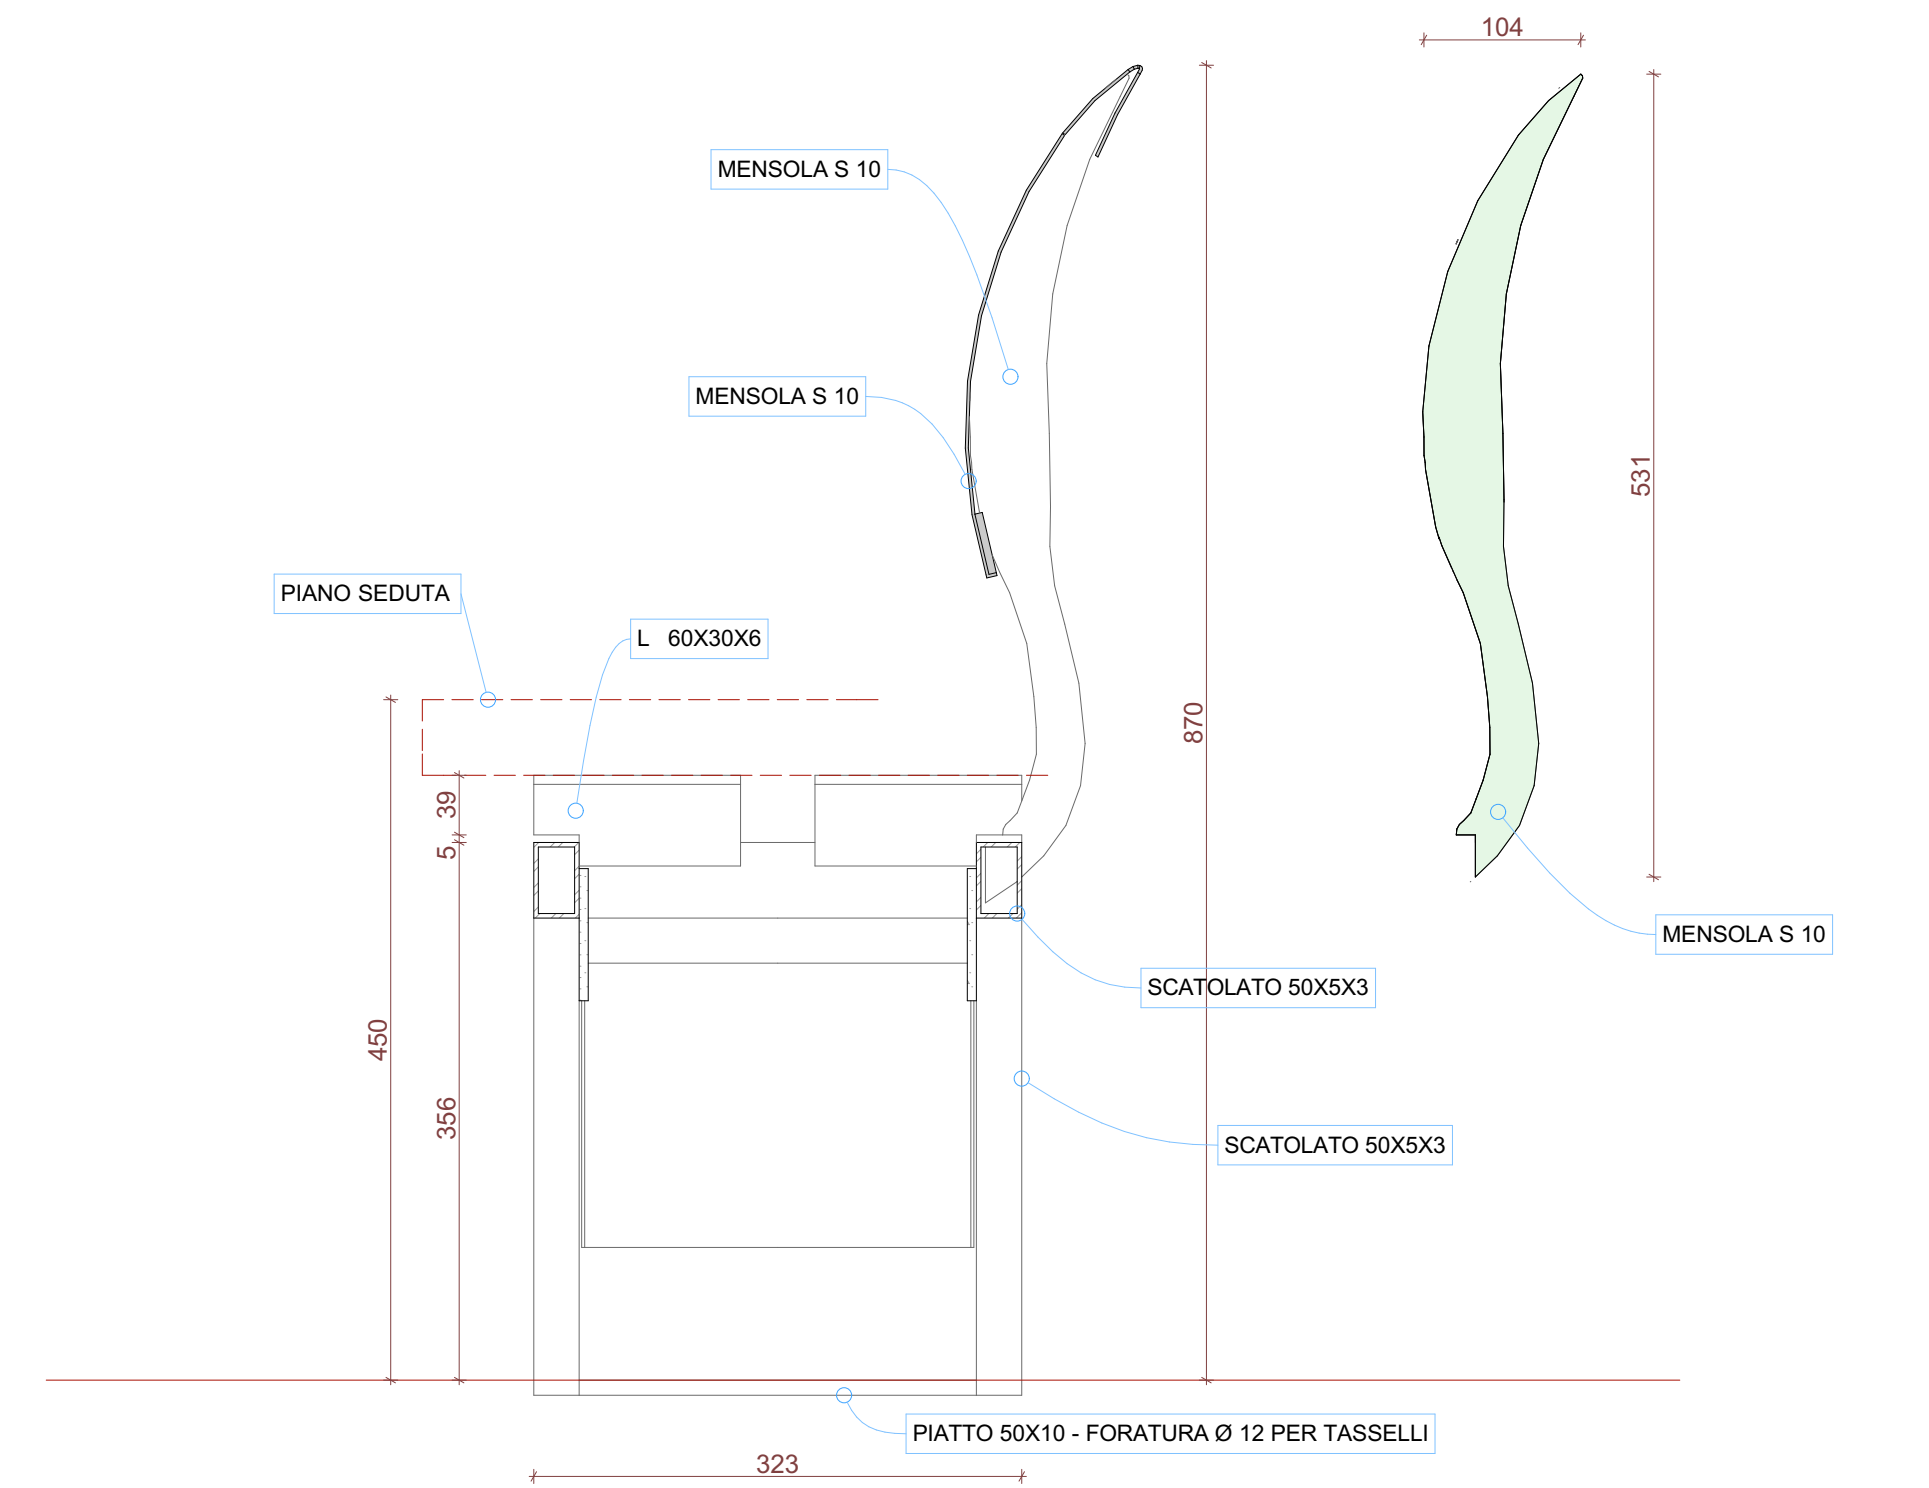 104
MENSOLA S 10
MENSOLA S 10
531
PIANO SEDUTA
L   60X30X6
870
39
5
MENSOLA S 10
SCATOLATO 50X5X3
450
356
SCATOLATO 50X5X3
PIATTO 50X10 - FORATURA Ø 12 PER TASSELLI
323